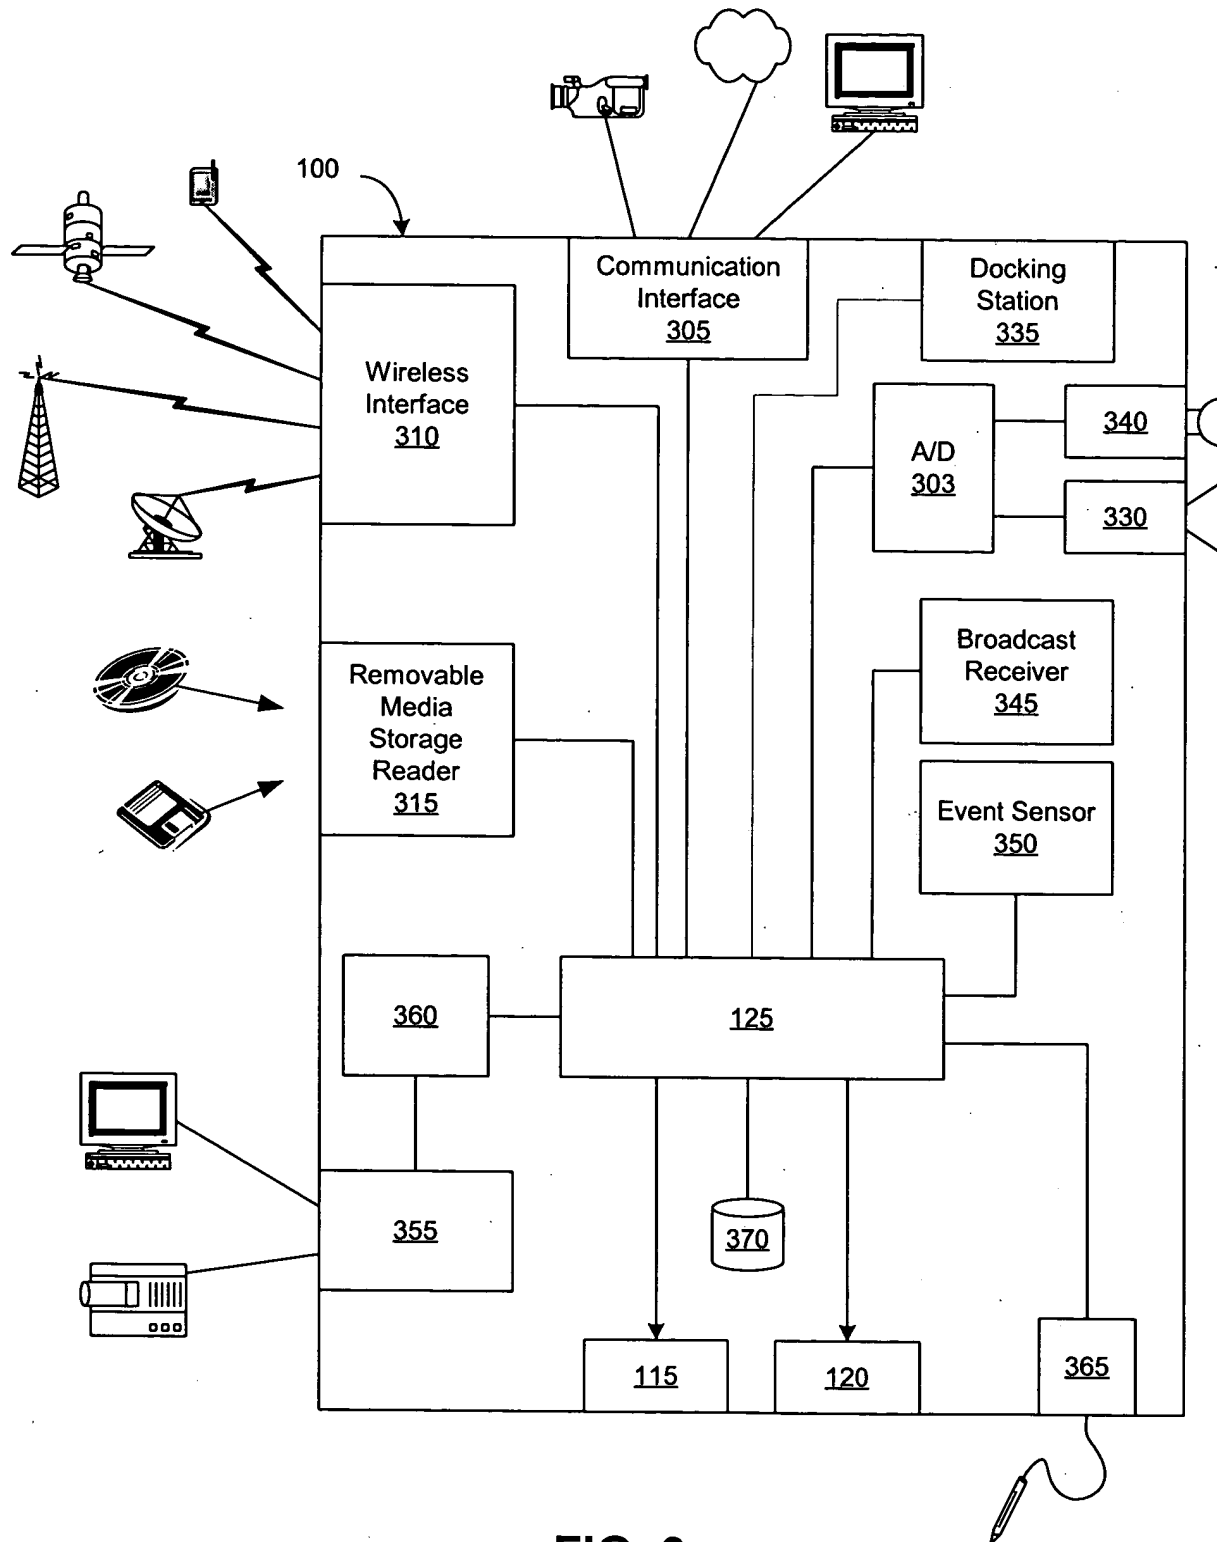 100
Communication
Interface
305
Docking
Station
335
Wireless
Interface
310
A/D
303
340
330
Removable
Media
Storage
Reader
315
Broadcast
Receiver
345
Event Sensor
350
360
125
355
370
115
120
365